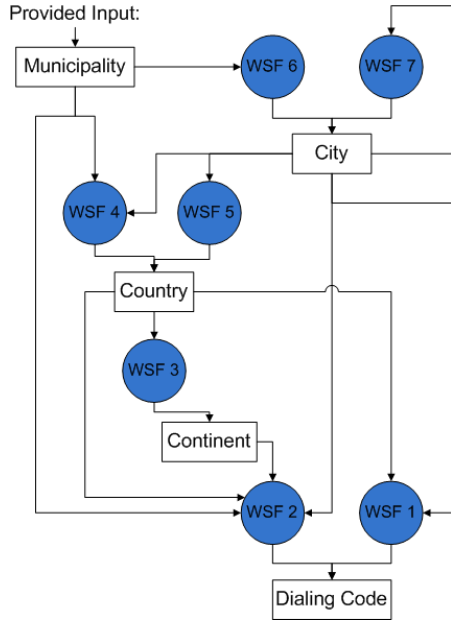 Provided Input:
Municipality
WSF 6
WSF 7
City
WSF 4
WSF 5
Country
WSF 3
Continent
WSF 2
WSF 1
Dialing Code